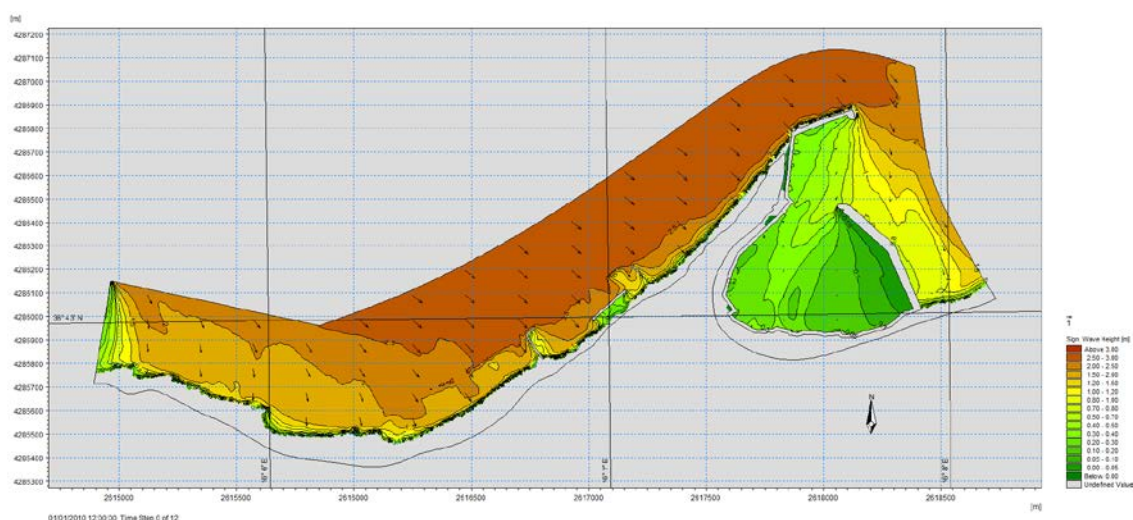 [m]
4287200
4287100
4287000
4286900
4286800
4286700
4286600
4286500
4286400
4286300
4286200
4286100
4286000
4285900
4285800
4285700
4285600
4285500
4285400
4285300
N
Sign. Wave Height [m]
Above 3.00
2.50 - 3.00
2.00 - 2.50
1.50 - 2.00
1.20 - 1.50
1.00 - 1.20
0.80 - 1.00
0.70 - 0.80
0.40 - 0.50
0.30 - 0.40
0.20 - 0.30
0.10 - 0.20
0.05 - 0.10
0.00 - 0.05
Below 0.00
Undefined Value
2615000
2615500
2616000
2616500
2617000
2617500
2618000
2618500
[m]
01/01/2010 12:00:00, Time Step 0 of 12